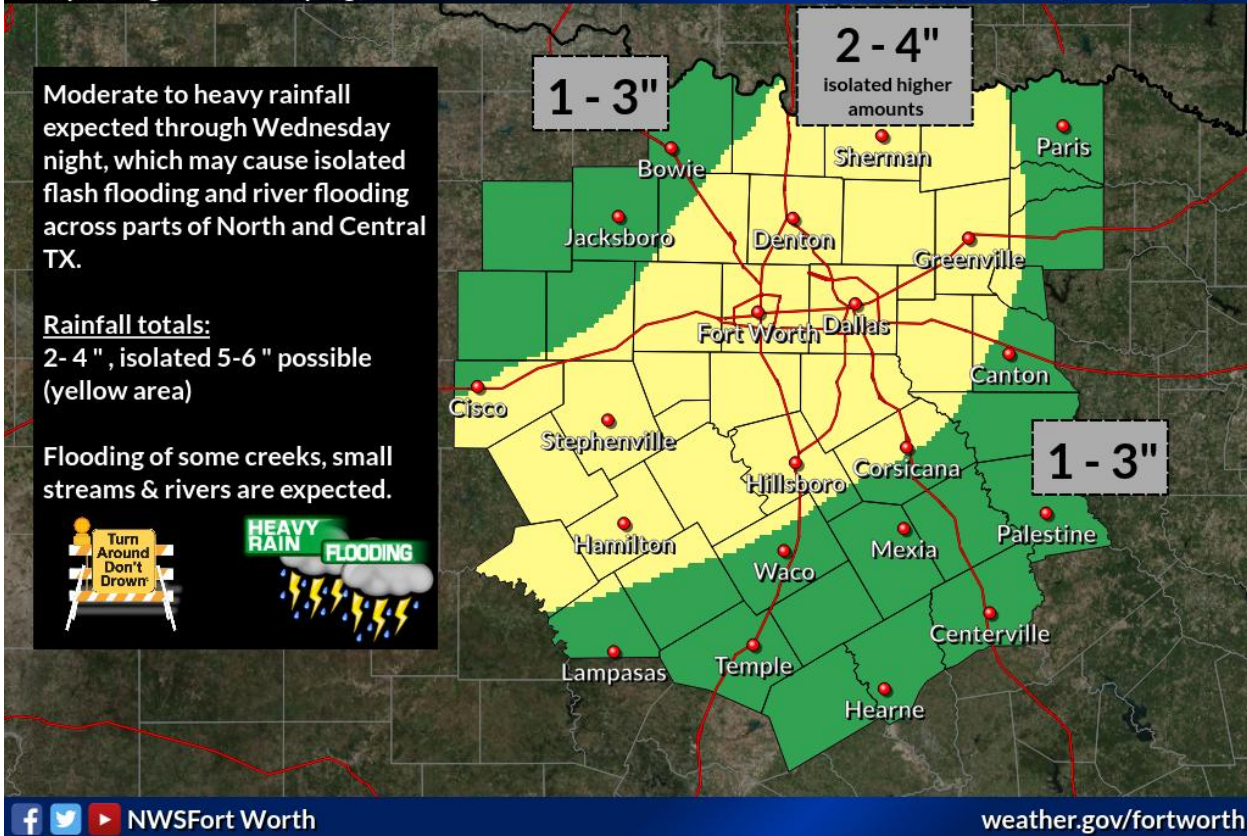 1 - 3"
2 - 4"
isolated higher
amounts
Moderate to heavy rainfall
expected through Wednesday
night, which may cause isolated
flash flooding and river flooding
across parts of North and Central
TX.
Rainfall totals:
2- 4 " , isolated 5-6 " possible
(yellow area)
Flooding of some creeks, small
streams & rivers are expected.
Turn
Around
Don't
Drown
HEAVY
RAIN
FLOODING
Bowie
Sherman
Paris
Jacksboro
Denton
Greenville
Fort Worth
Dallas
Canton
Cisco
Stephenville
Hillsboro
Corsicana
1 - 3"
Hamilton
Waco
Mexia
Palestine
Lampasas
Temple
Centerville
Hearne
NWSFort Worth
weather.gov/fortworth